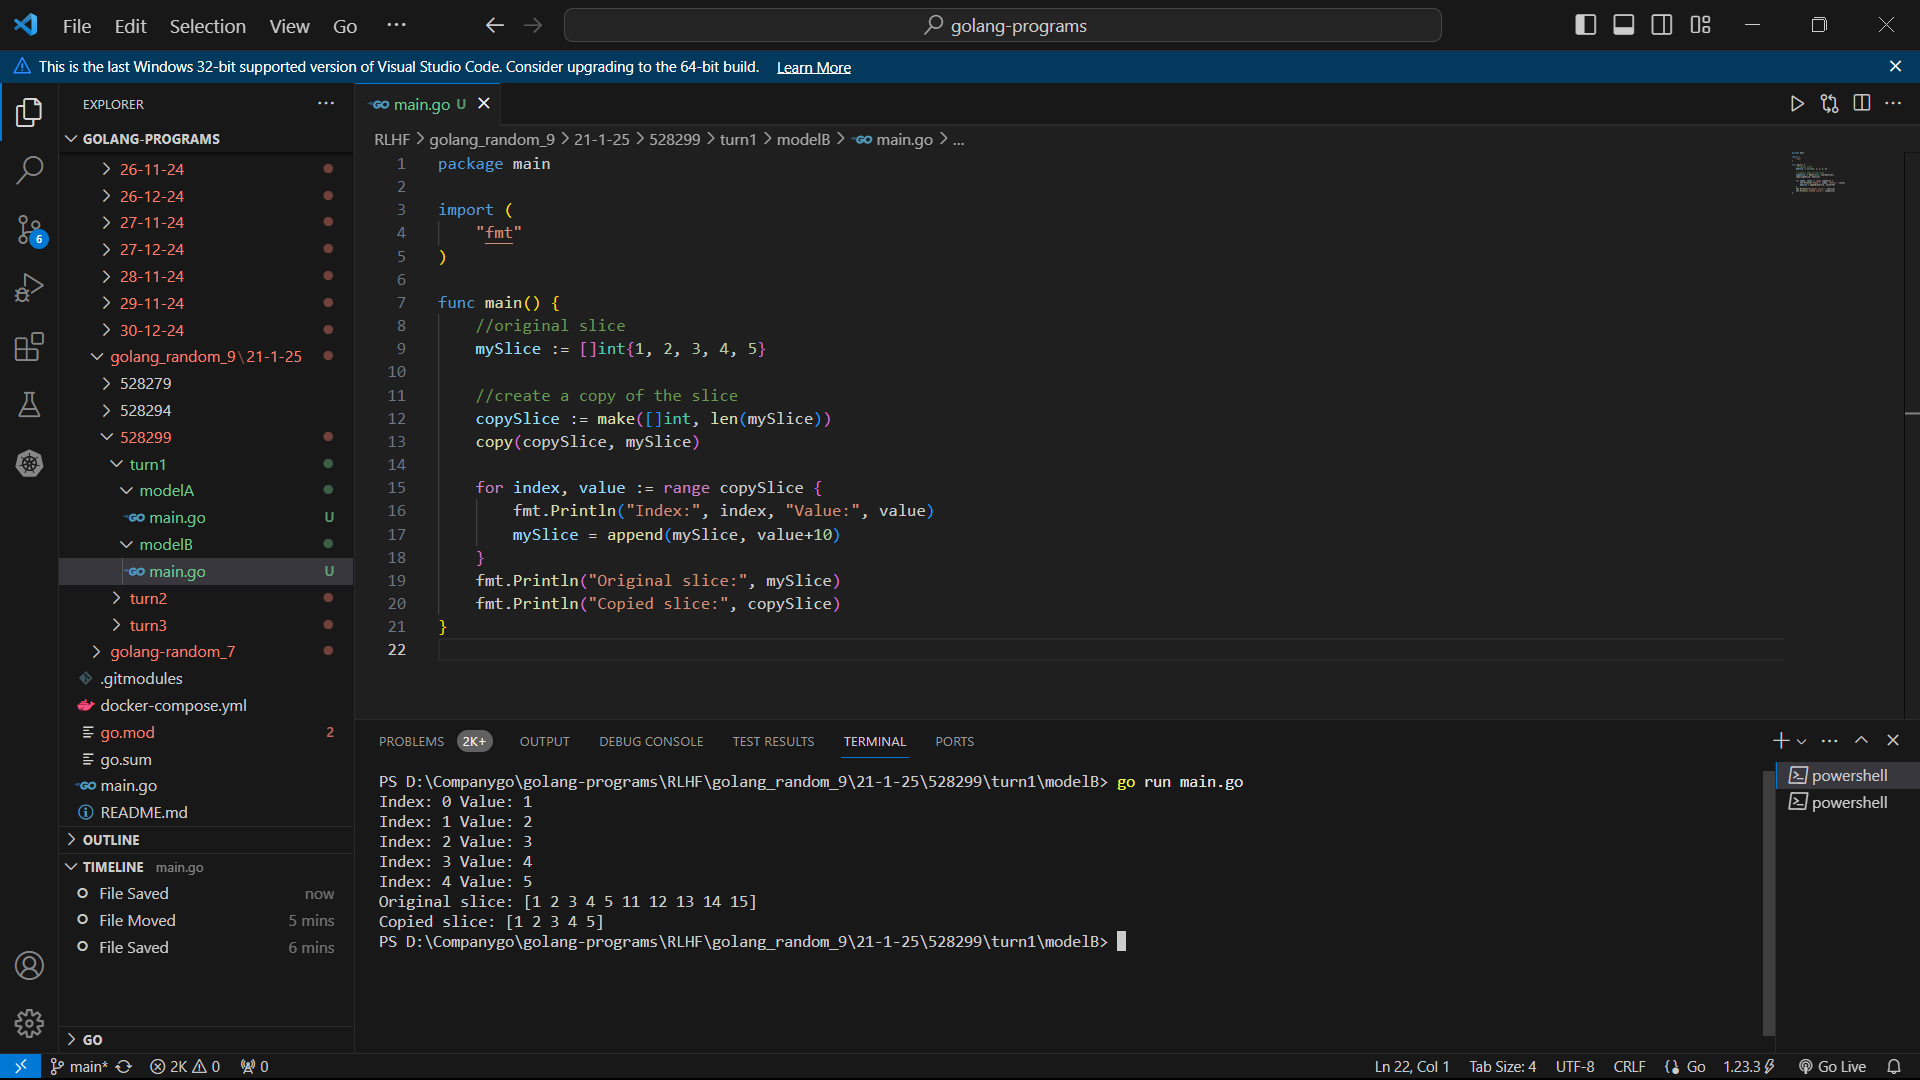 File Edit Selection View Go ··· golang-programs
This is the last Windows 32-bit supported version of Visual Studio Code. Consider upgrading to the 64-bit build. Learn More
EXPLORER ···
GOLANG-PROGRAMS
26-11-24
26-12-24
27-11-24
27-12-24
28-11-24
29-11-24
30-12-24
golang_random_9\21-1-25
528279
528294
528299
turn1
modelA
GO main.go U
modelB
GO main.go U
turn2
turn3
golang-random_7
.gitmodules
docker-compose.yml
go.mod 2
go.sum
GO main.go
README.md
OUTLINE
TIMELINE main.go
File Saved now
File Moved 5 mins
File Saved 6 mins
GO
6
GO main.go U
RLHF > golang_random_9 > 21-1-25 > 528299 > turn1 > modelB > GO main.go > ...
1 package main
2
3 import (
4 "fmt"
5 )
6
7 func main() {
8 //original slice
9 mySlice := []int{1, 2, 3, 4, 5}
10
11 //create a copy of the slice
12 copySlice := make([]int, len(mySlice))
13 copy(copySlice, mySlice)
14
15 for index, value := range copySlice {
16 fmt.Println("Index:", index, "Value:", value)
17 mySlice = append(mySlice, value+10)
18 }
19 fmt.Println("Original slice:", mySlice)
20 fmt.Println("Copied slice:", copySlice)
21 }
22
PROBLEMS 2K+ OUTPUT DEBUG CONSOLE TEST RESULTS TERMINAL PORTS
PS D:\Companygo\golang-programs\RLHF\golang_random_9\21-1-25\528299\turn1\modelB> go run main.go
Index: 0 Value: 1
Index: 1 Value: 2
Index: 2 Value: 3
Index: 3 Value: 4
Index: 4 Value: 5
Original slice: [1 2 3 4 5 11 12 13 14 15]
Copied slice: [1 2 3 4 5]
PS D:\Companygo\golang-programs\RLHF\golang_random_9\21-1-25\528299\turn1\modelB>
powershell
powershell
main* 2K 0 0 Ln 22, Col 1 Tab Size: 4 UTF-8 CRLF Go 1.23.3 Go Live